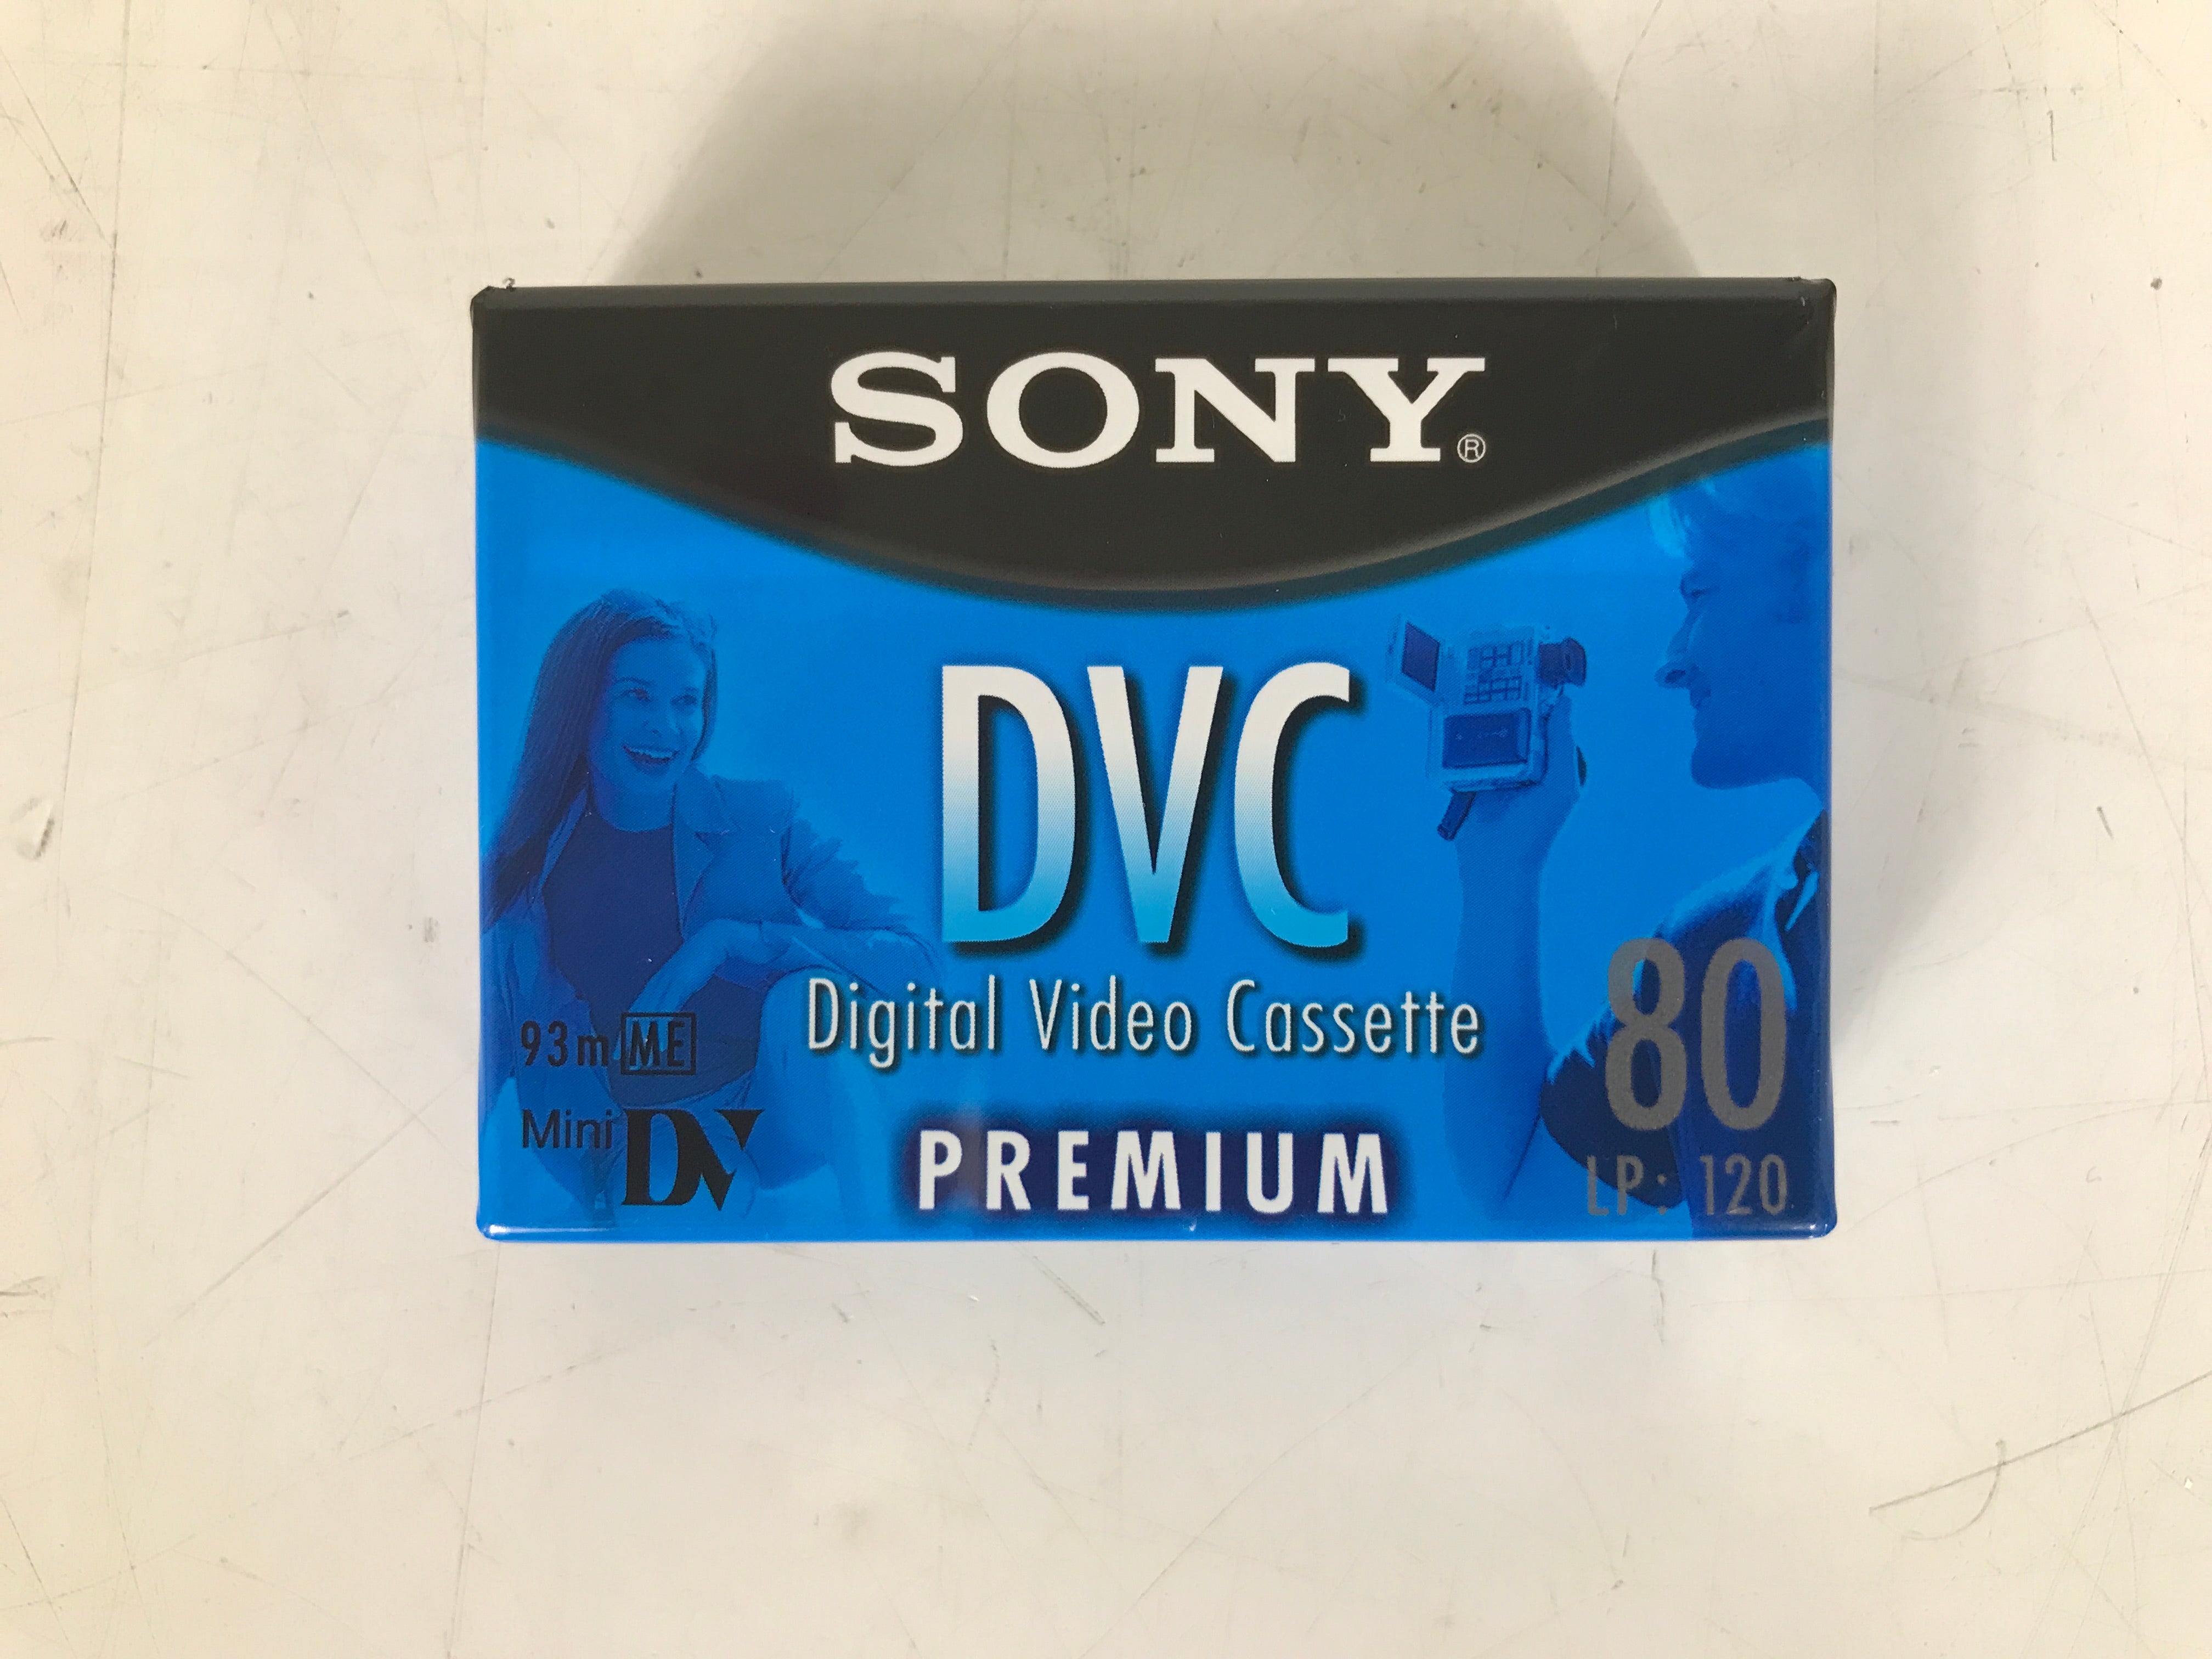 SONY®
DVC
Digital Video Cassette
93m ME
Mini DV
PREMIUM
80
LP: 120